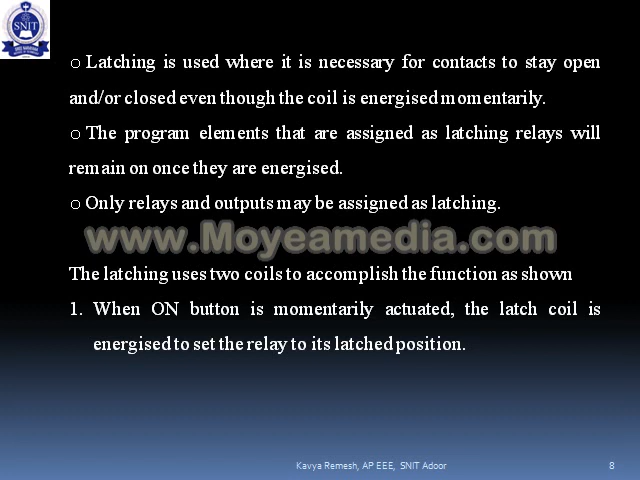 SNIT
o Latching is used where it is necessary for contacts to stay open
and/or closed even though the coil is energised momentarily.
o The program elements that are assigned as latching relays will
remain on once they are energised.
o Only relays and outputs may be assigned as latching.
www.Moyeamedia.com
The latching uses two coils to accomplish the function as shown
1. When ON button is momentarily actuated, the latch coil is
energised to set the relay to its latched position.
Kavya Remesh, AP EEE, SNIT Adoor
8